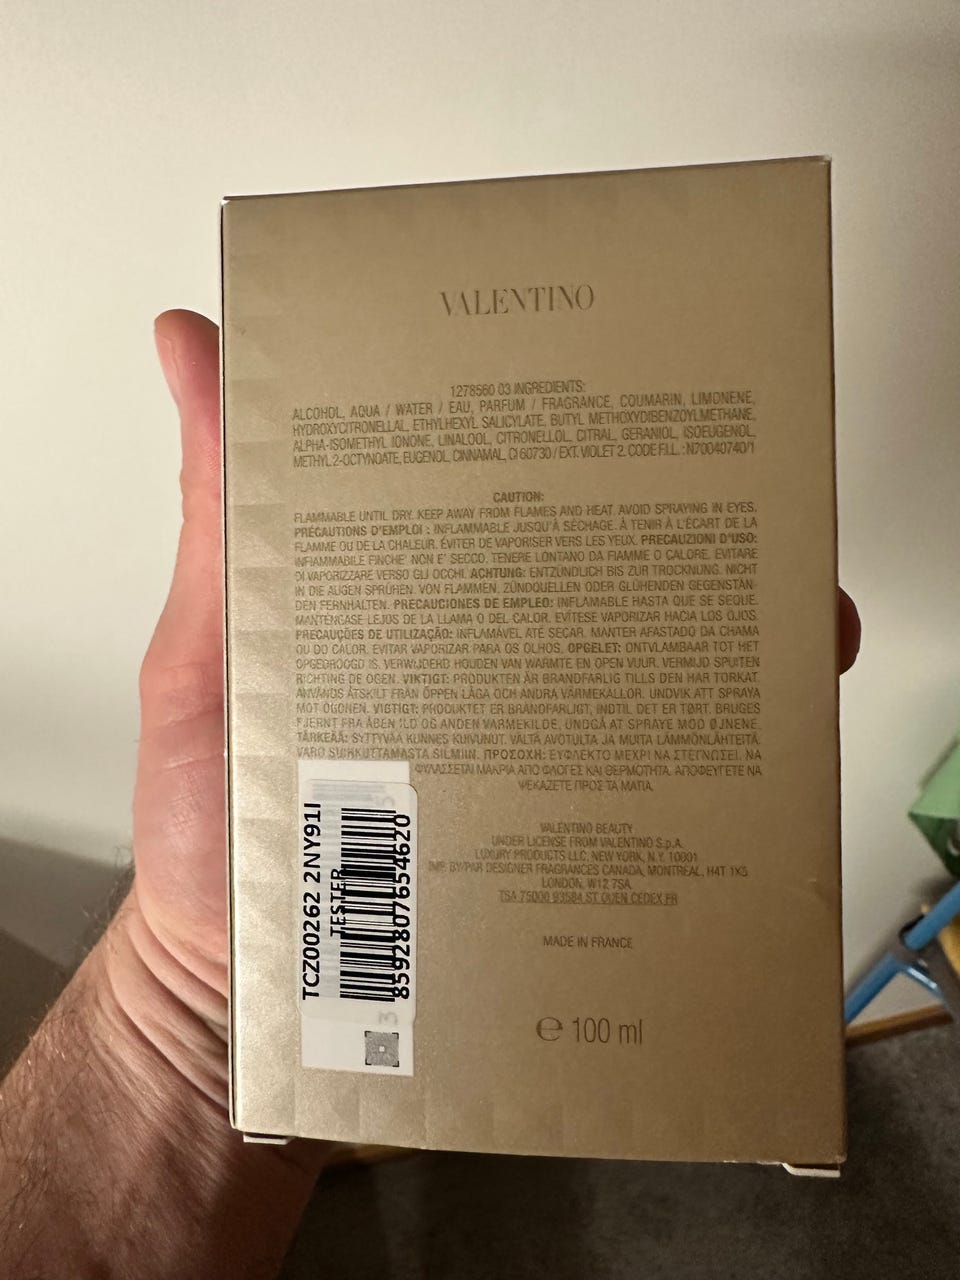 VALENTINO
1278560 03 INGREDIENTS:
ALCOHOL, AQUA / WATER / EAU, PARFUM / FRAGRANCE, COUMARIN, LIMONENE,
HYDROXYCITRONELLAL, ETHYLHEXYL SALICYLATE, BUTYL METHOXYDIBENZOYLMETHANE,
ALPHA-ISOMETHYL IONONE, LINALOOL, CITRONELLOL, CITRAL, GERANIOL, ISOEUGENOL,
METHYL 2-OCTYNOATE, EUGENOL, CINNAMAL, CI 60730 / EXT. VIOLET 2. CODE F.I.L. : N70040740/1
CAUTION:
FLAMMABLE UNTIL DRY. KEEP AWAY FROM FLAMES AND HEAT. AVOID SPRAYING IN EYES.
PRÉCAUTIONS D'EMPLOI : INFLAMMABLE JUSQU'À SÉCHAGE. À TENIR À L'ÉCART DE LA
FLAMME OU DE LA CHALEUR. ÉVITER DE VAPORISER VERS LES YEUX. PRECAUZIONI D'USO:
INFIAMMABILE FINCHE' NON E' SECCO. TENERE LONTANO DA FIAMME O CALORE. EVITARE
DI VAPORIZZARE VERSO GLI OCCHI. ACHTUNG: ENTZÜNDLICH BIS ZUR TROCKNUNG. NICHT
IN DIE AUGEN SPRÜHEN. VON FLAMMEN, ZÜNDQUELLEN ODER GLÜHENDEN GEGENSTÄN-
DEN FERNHALTEN. PRECAUCIONES DE EMPLEO: INFLAMABLE HASTA QUE SE SEQUE.
MANTENGASE LEJOS DE LA LLAMA O DEL CALOR. EVÍTESE VAPORIZAR HACIA LOS OJOS.
PRECAUÇÕES DE UTILIZAÇÃO: INFLAMÁVEL ATÉ SECAR. MANTER AFASTADO DA CHAMA
OU DO CALOR. EVITAR VAPORIZAR PARA OS OLHOS. OPGELET: ONTVLAMBAAR TOT HET
OPGEDROOGD IS. VERWIJDERD HOUDEN VAN WARMTE EN OPEN VUUR. VERMIJD SPUITEN
RICHTING DE OGEN. VIKTIGT: PRODUKTEN ÄR BRANDFARLIG TILLS DEN HAR TORKAT.
ANVÄNDS ÅTSKILT FRÅN ÖPPEN LÅGA OCH ANDRA VÄRMEKÄLLOR. UNDVIK ATT SPRAYA
MOT ÖGONEN. VIGTIGT: PRODUKTET ER BRANDFARLIGT, INDTIL DET ER TØRT. BRUGES
FJERNT FRA ÅBEN ILD OG ANDEN VARMEKILDE. UNDGÅ AT SPRAYE MOD ØJNENE.
TÄRKEÄÄ: SYTTYVÄÄ KUNNES KUIVUNUT. VÄLTÄ AVOTULTA JA MUITA LÄMMÖNLÄHTEITÄ.
VARO SUIHKUTTAMASTA SILMIIN. ΠΡΟΣΟΧΗ: ΕΥΦΛΕΚΤΟ ΜΕΧΡΙ ΝΑ ΣΤΕΓΝΩΣΕΙ. ΝΑ
ΦΥΛΑΣΣΕΤΑΙ ΜΑΚΡΙΑ ΑΠΟ ΦΛΟΓΕΣ ΚΑΙ ΘΕΡΜΟΤΗΤΑ. ΑΠΟΦΕΥΓΕΤΕ ΝΑ
ΨΕΚΑΖΕΤΕ ΠΡΟΣ ΤΑ ΜΑΤΙΑ.
VALENTINO BEAUTY
UNDER LICENSE FROM VALENTINO S.p.A.
LUXURY PRODUCTS LLC, NEW YORK, N.Y. 10001
IMP. BY/PAR DESIGNER FRAGRANCES CANADA, MONTREAL, H4T 1K5
LONDON, W12 7SA
TSA 75000 93584 ST OUEN CEDEX FR
MADE IN FRANCE
℮ 100 ml
TCZ00262 2NY91I
TESTER
8592807654620
3